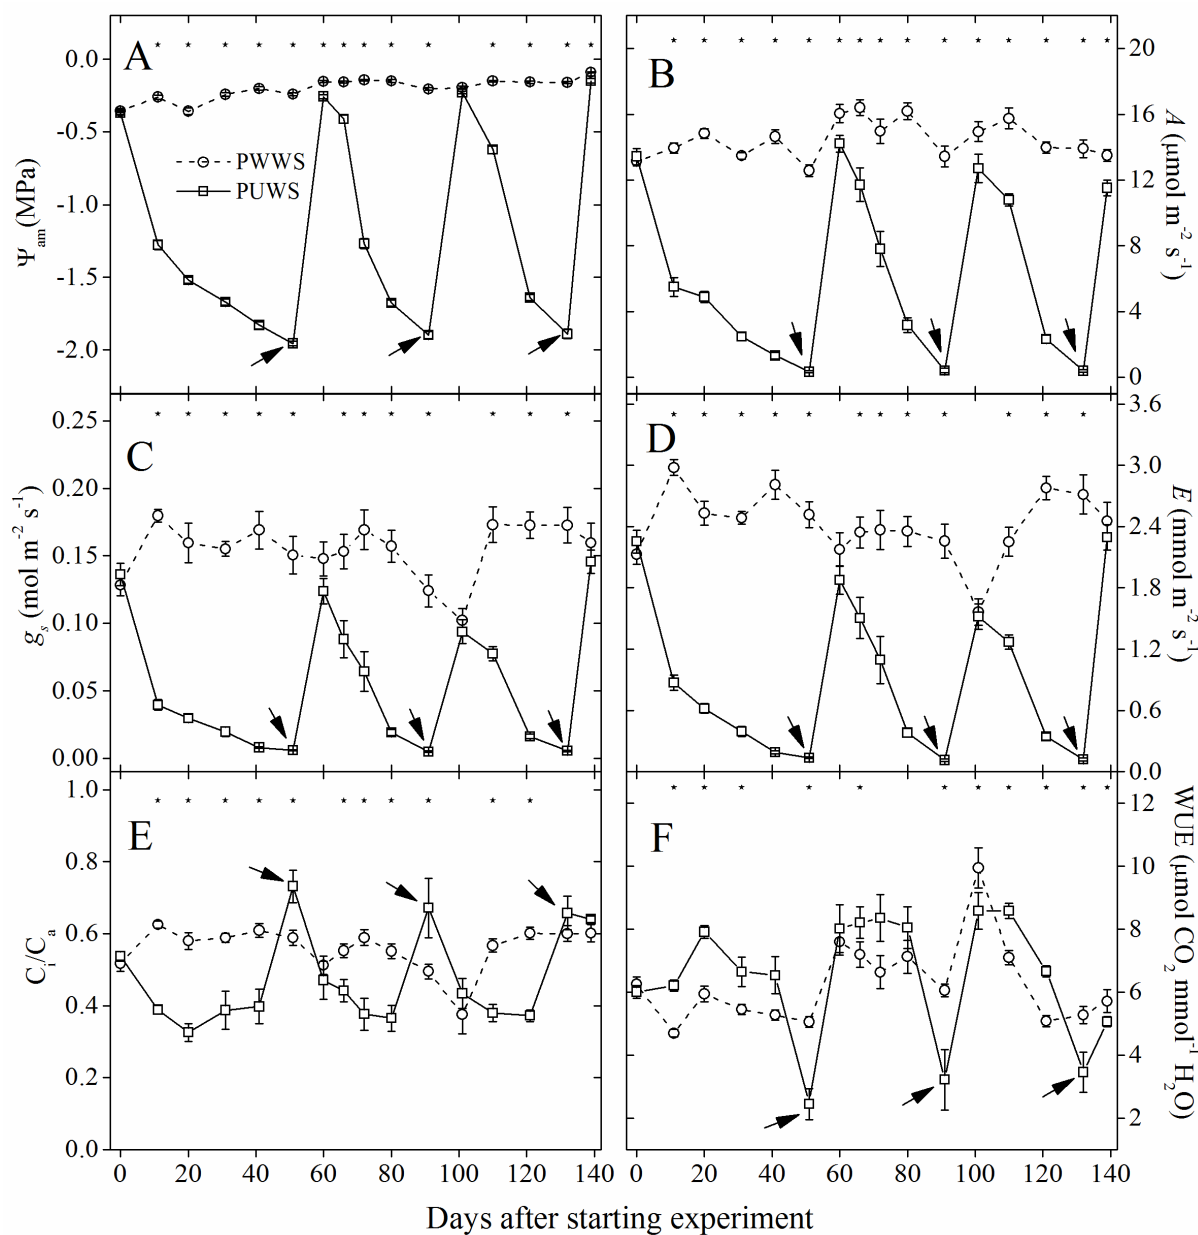 A
B
0.0
-0.5
-1.0
-1.5
-2.0
Ψam (MPa)
PWWS
PUWS
20
16
12
8
4
0
A (μmol m-2 s-1)
C
D
0.25
0.20
0.15
0.10
0.05
0.00
gs (mol m-2 s-1)
3.6
3.0
2.4
1.8
1.2
0.6
0.0
E (mmol m-2 s-1)
E
F
1.0
0.8
0.6
0.4
0.2
0.0
Ci/Ca
12
10
8
6
4
2
WUE (μmol CO2 mmol-1 H2O)
0 20 40 60 80 100 120 140
0 20 40 60 80 100 120 140
Days after starting experiment